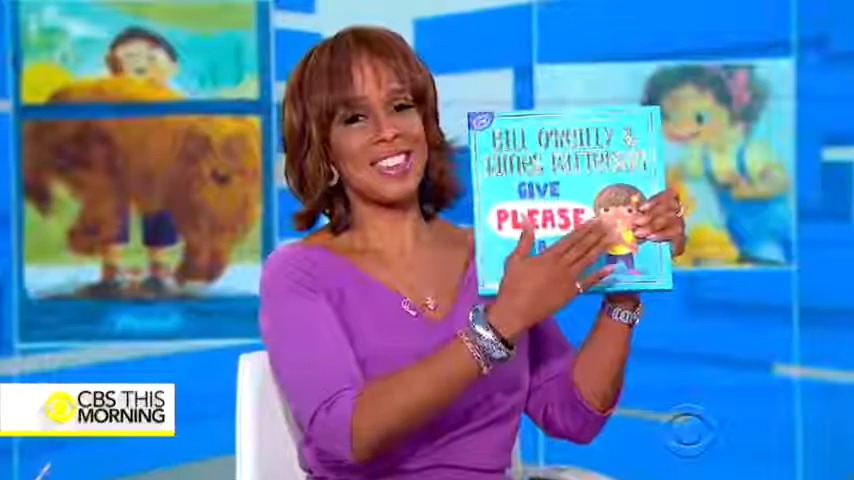 BILL O'REILLY &
JAMES PATTERSON
GIVE
PLEASE
A
CBS THIS
MORNING